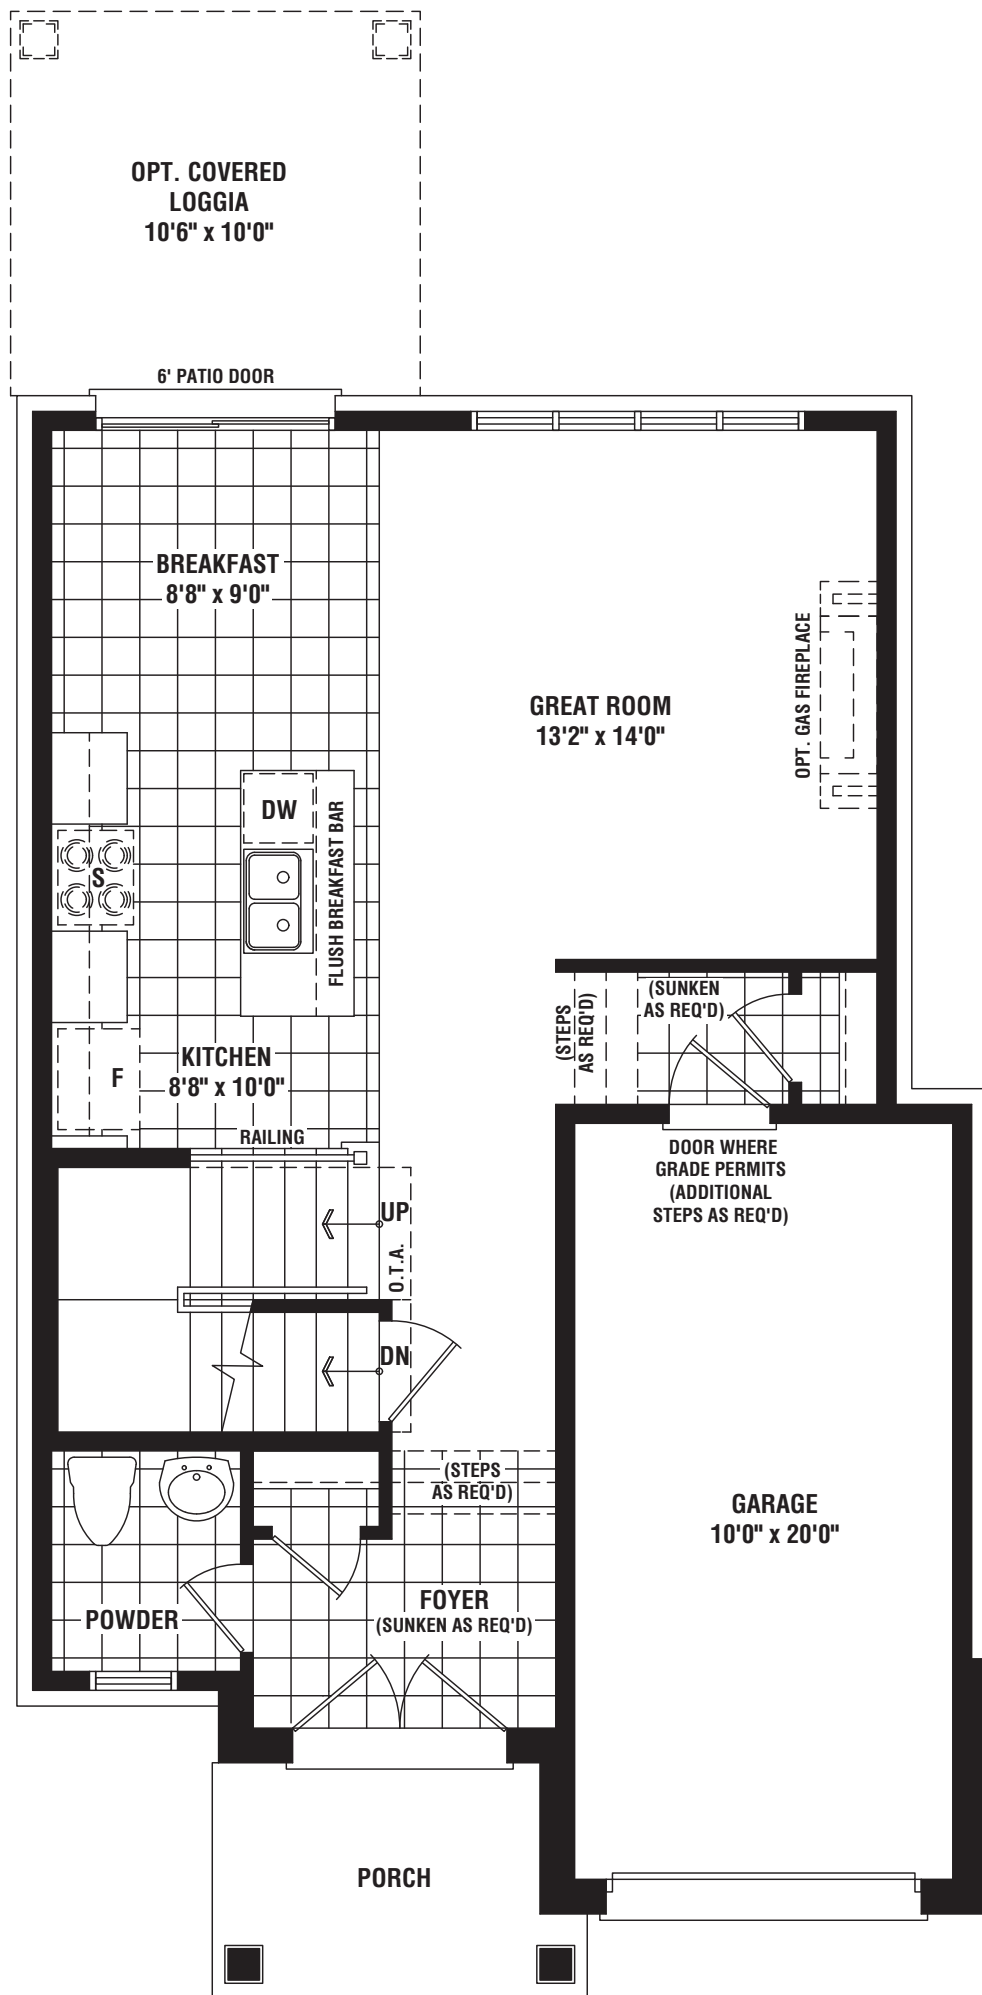 OPT. COVERED
LOGGIA
10'6" x 10'0"
6' PATIO DOOR
BREAKFAST
8'8" x 9'0"
GREAT ROOM
13'2" x 14'0"
OPT. GAS FIREPLACE
DW
S
FLUSH BREAKFAST BAR
F
KITCHEN
8'8" x 10'0"
(STEPS
AS REQ'D)
(SUNKEN
AS REQ'D)
RAILING
DOOR WHERE
GRADE PERMITS
(ADDITIONAL
STEPS AS REQ'D)
UP
O.T.A.
DN
(STEPS
AS REQ'D)
GARAGE
10'0" x 20'0"
POWDER
FOYER
(SUNKEN AS REQ'D)
PORCH